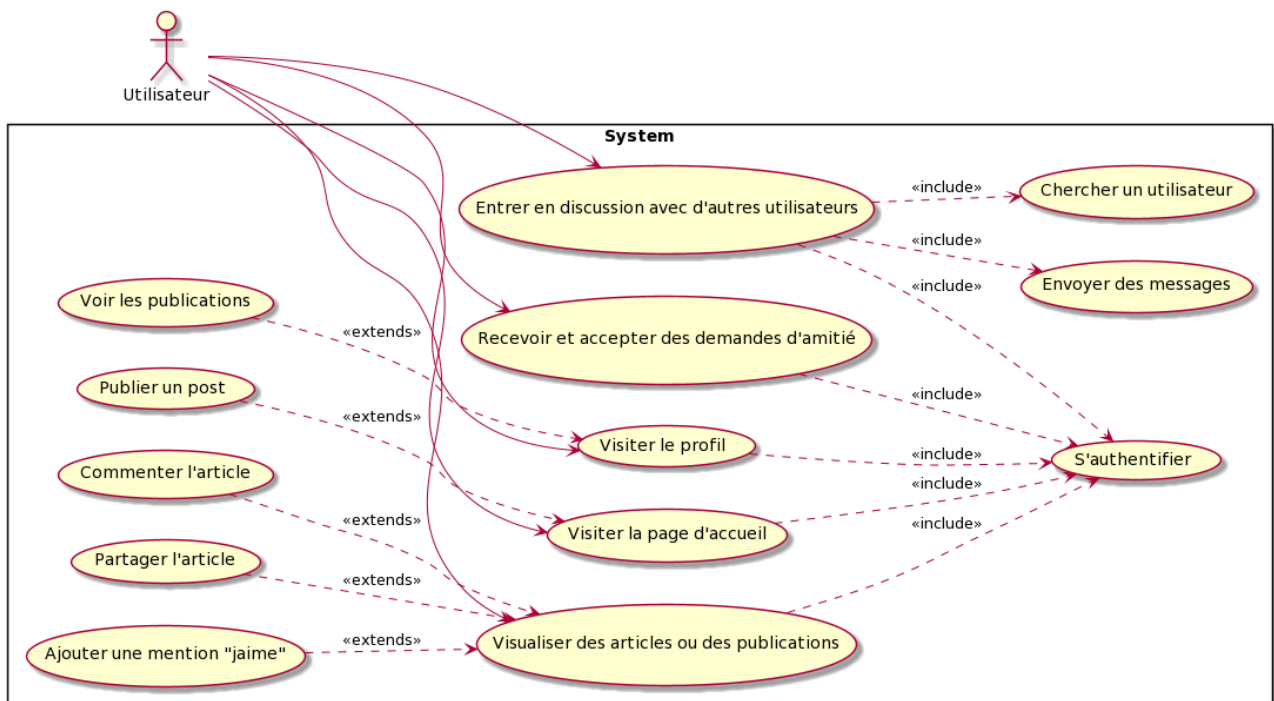 Utilisateur
System
Entrer en discussion avec d'autres utilisateurs
«include»
Chercher un utilisateur
«include»
Envoyer des messages
«include»
Voir les publications
«extends»
Recevoir et accepter des demandes d'amitié
Publier un post
«extends»
«include»
Visiter le profil
«include»
S'authentifier
Commenter l'article
«include»
«extends»
Visiter la page d'accueil
«include»
Partager l'article
«extends»
Ajouter une mention "jaime"
«extends»
Visualiser des articles ou des publications